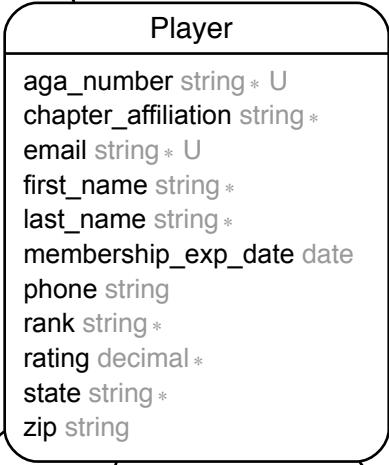 Player
aga_number string ∗ U
chapter_affiliation string ∗
email string ∗ U
first_name string ∗
last_name string ∗
membership_exp_date date
phone string
rank string ∗
rating decimal ∗
state string ∗
zip string